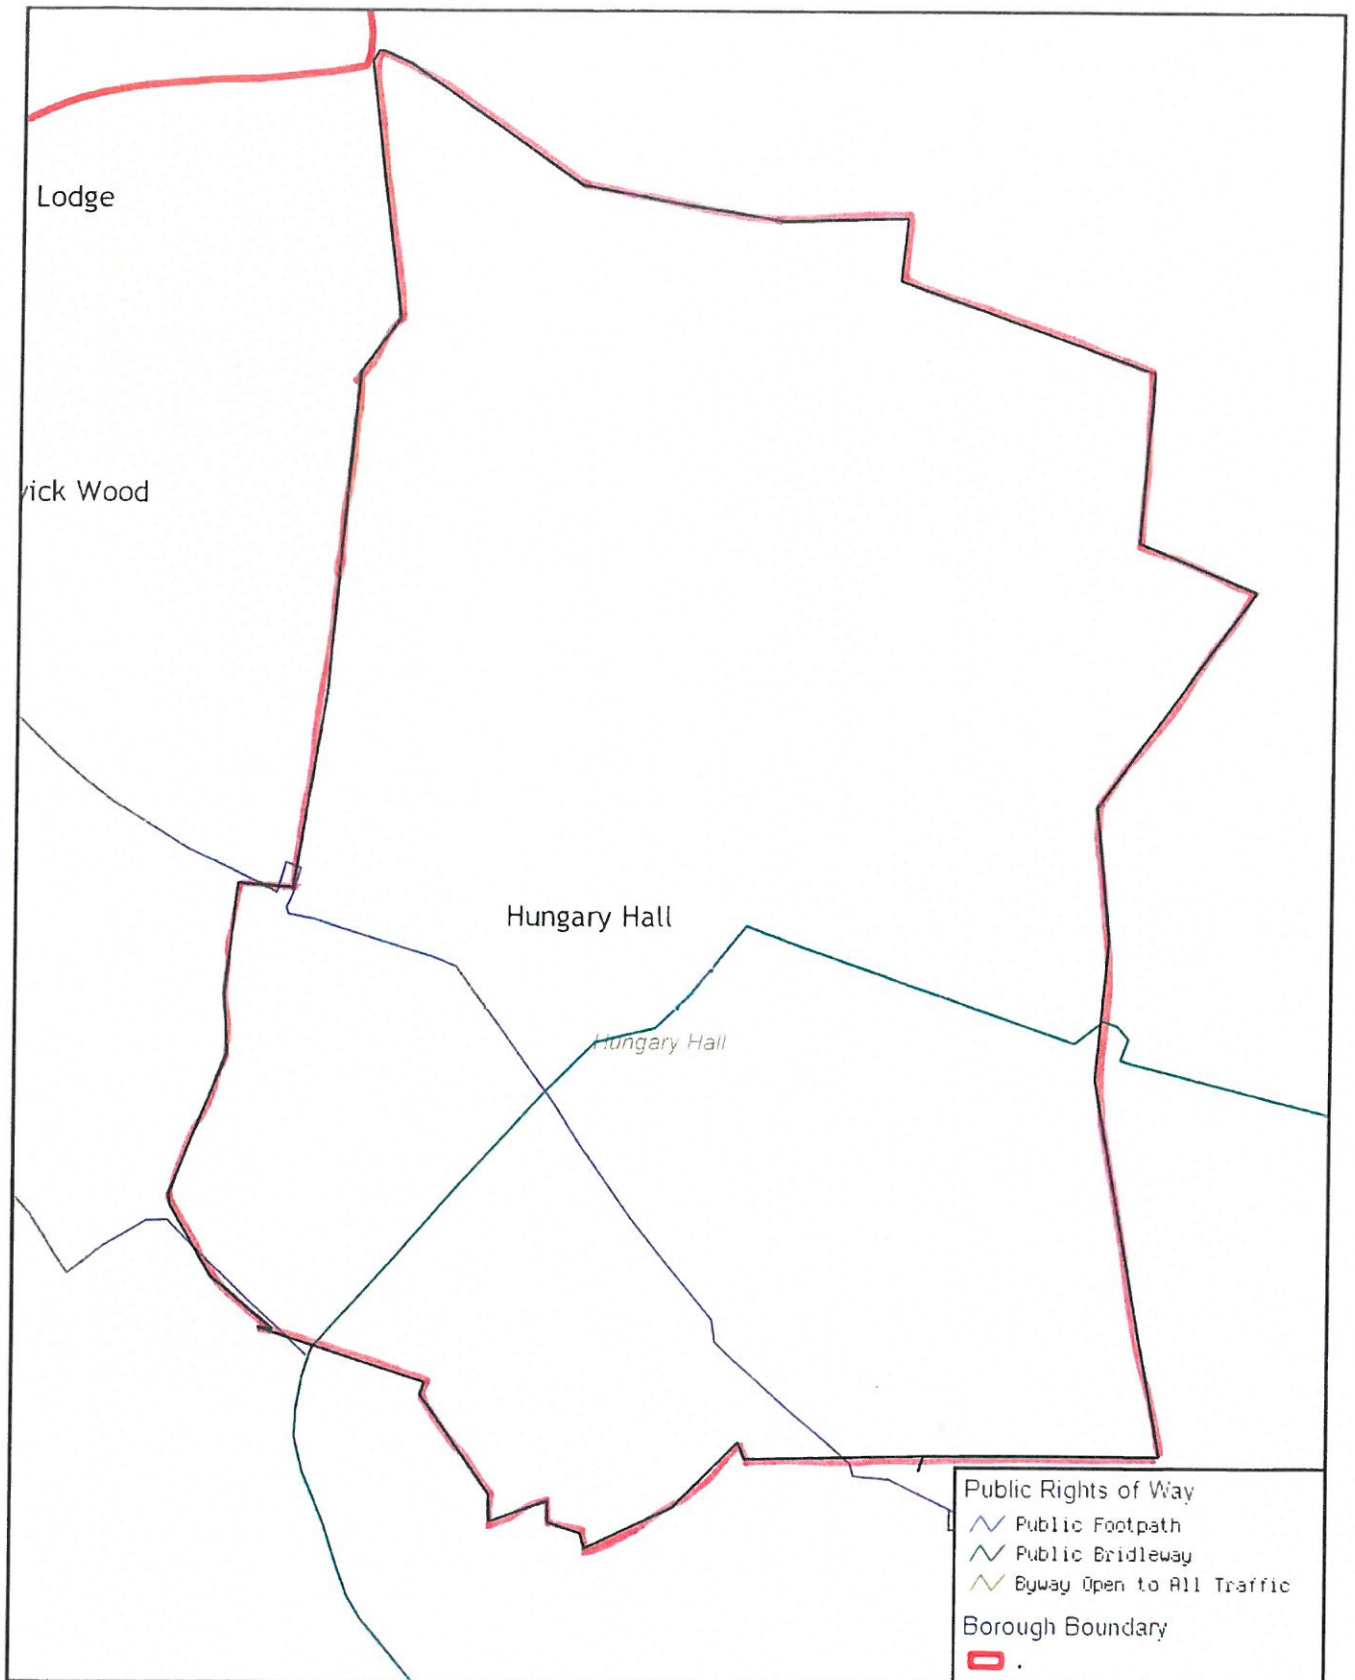 Lodge
vick Wood
Hungary Hall
Hungary Hall
Public Rights of Way
Public Footpath
Public Bridleway
Byway Open to All Traffic
Borough Boundary
.